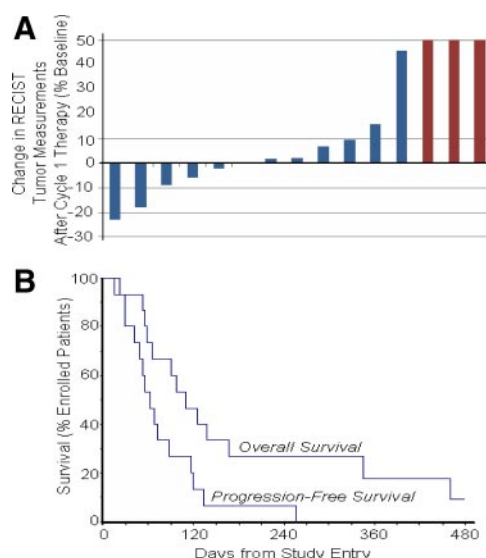 A
Change in RECIST
Tumor Measurements
After Cycle 1 Therapy (% Baseline)
50
40
10
0
-10
-20
-30
B
Survival (% Enrolled Patients)
100
80
60
40
20
0
Overall Survival
Progression-Free Survival
0
120
240
360
480
Days from Study Entry